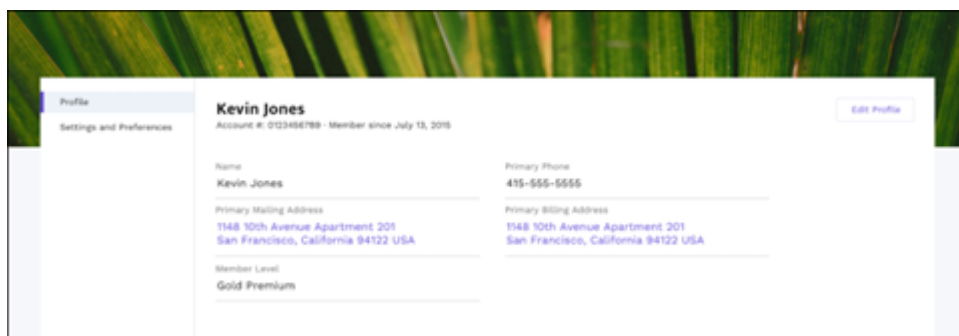 Profile
Settings and Preferences
Kevin Jones
Account #: 0123456789 · Member since July 13, 2015
Edit Profile
Name
Kevin Jones
Primary Phone
415-555-5555
Primary Mailing Address
1148 10th Avenue Apartment 201
San Francisco, California 94122 USA
Primary Billing Address
1148 10th Avenue Apartment 201
San Francisco, California 94122 USA
Member Level
Gold Premium